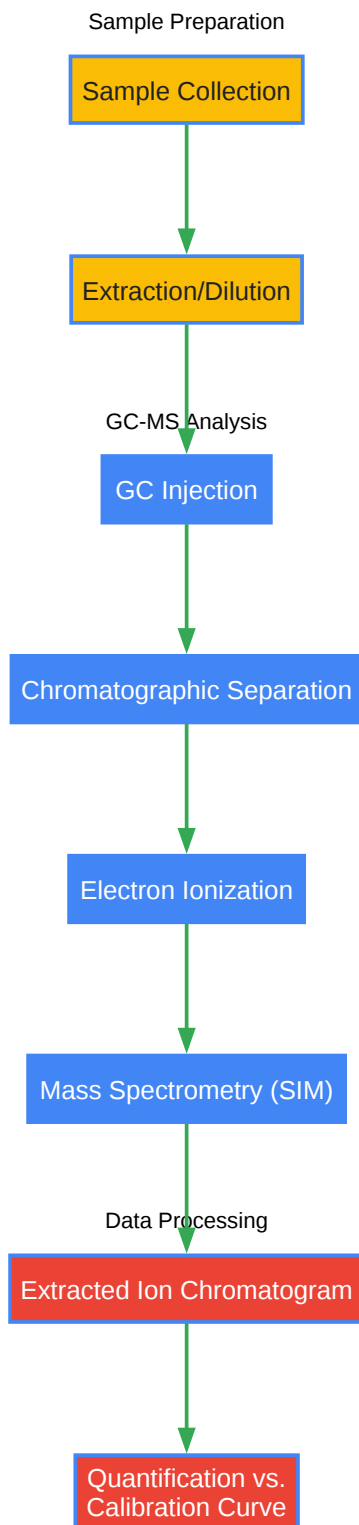 Sample Preparation
Sample Collection
Extraction/Dilution
GC-MS Analysis
GC Injection
Chromatographic Separation
Electron Ionization
Mass Spectrometry (SIM)
Data Processing
Extracted Ion Chromatogram
Quantification vs.
Calibration Curve